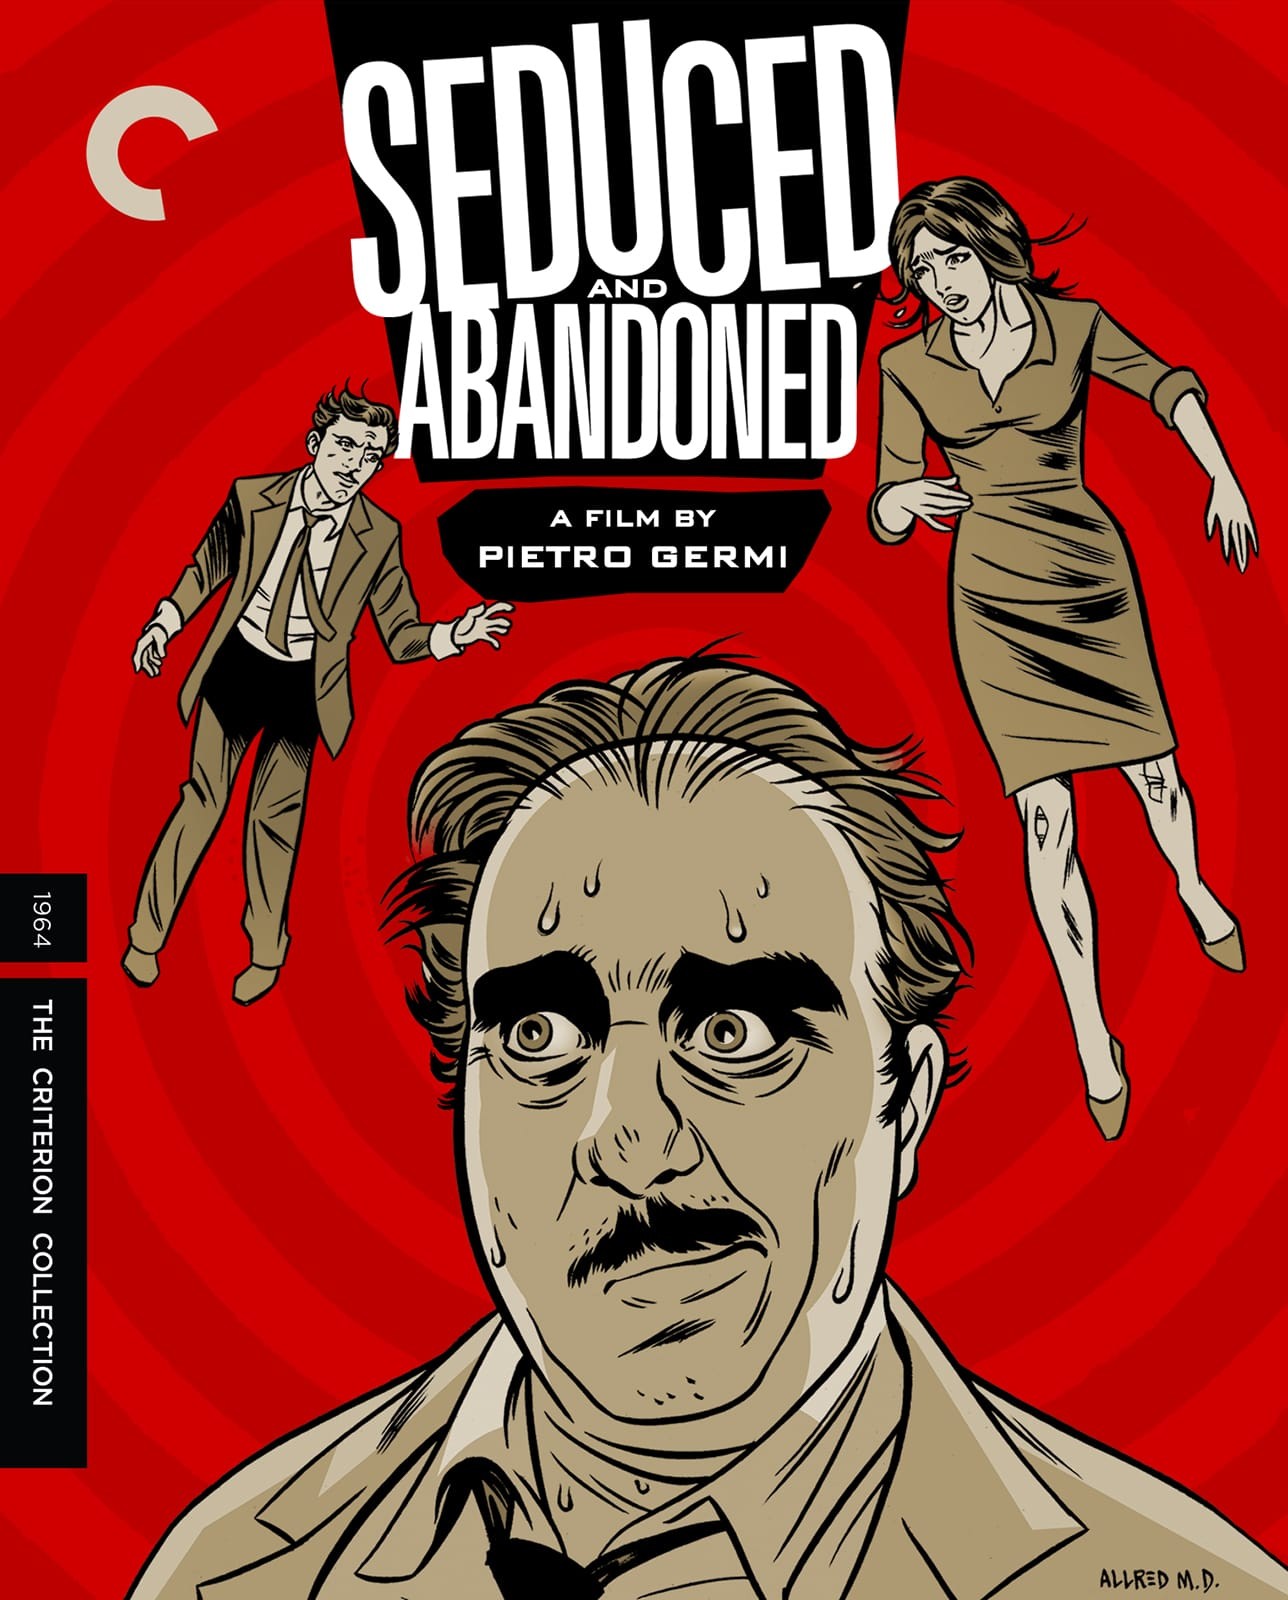 SEDUCED
AND
ABANDONED
A FILM BY
PIETRO GERMI
1964
THE CRITERION COLLECTION
ALLRED M.D.